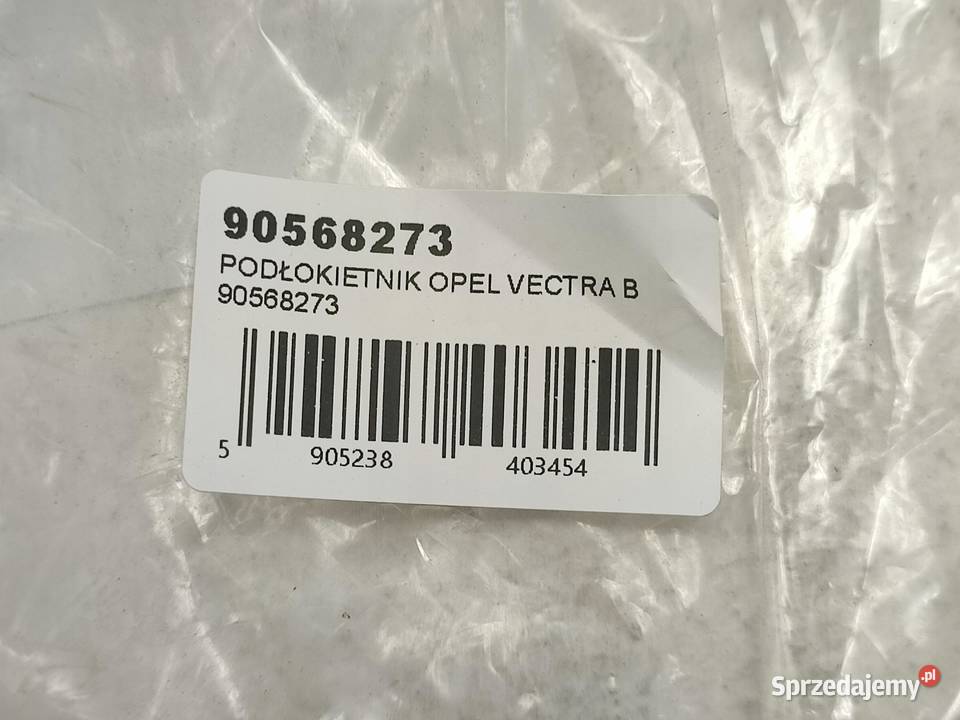 90568273
PODŁOKIETNIK OPEL VECTRA B
90568273
5 905238 403454
Sprzedajemy.pl